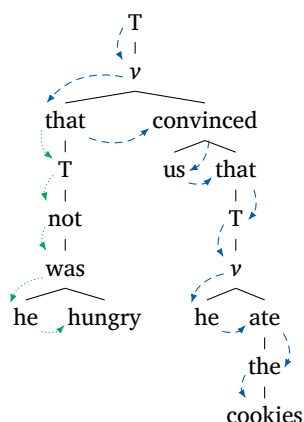 T
v
that convinced
T us that
not T
was v
he hungry he ate
the
cookies